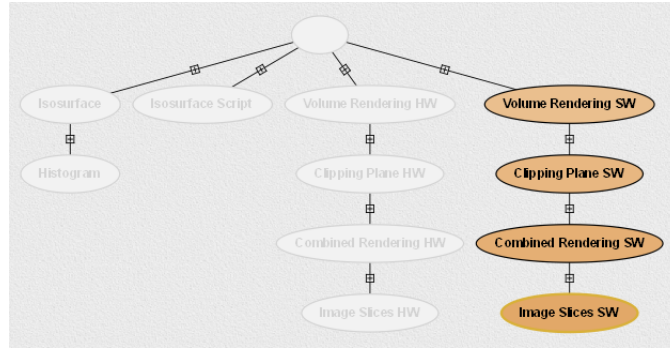 Isosurface
Isosurface Script
Volume Rendering HW
Volume Rendering SW
Histogram
Clipping Plane HW
Clipping Plane SW
Combined Rendering HW
Combined Rendering SW
Image Slices HW
Image Slices SW